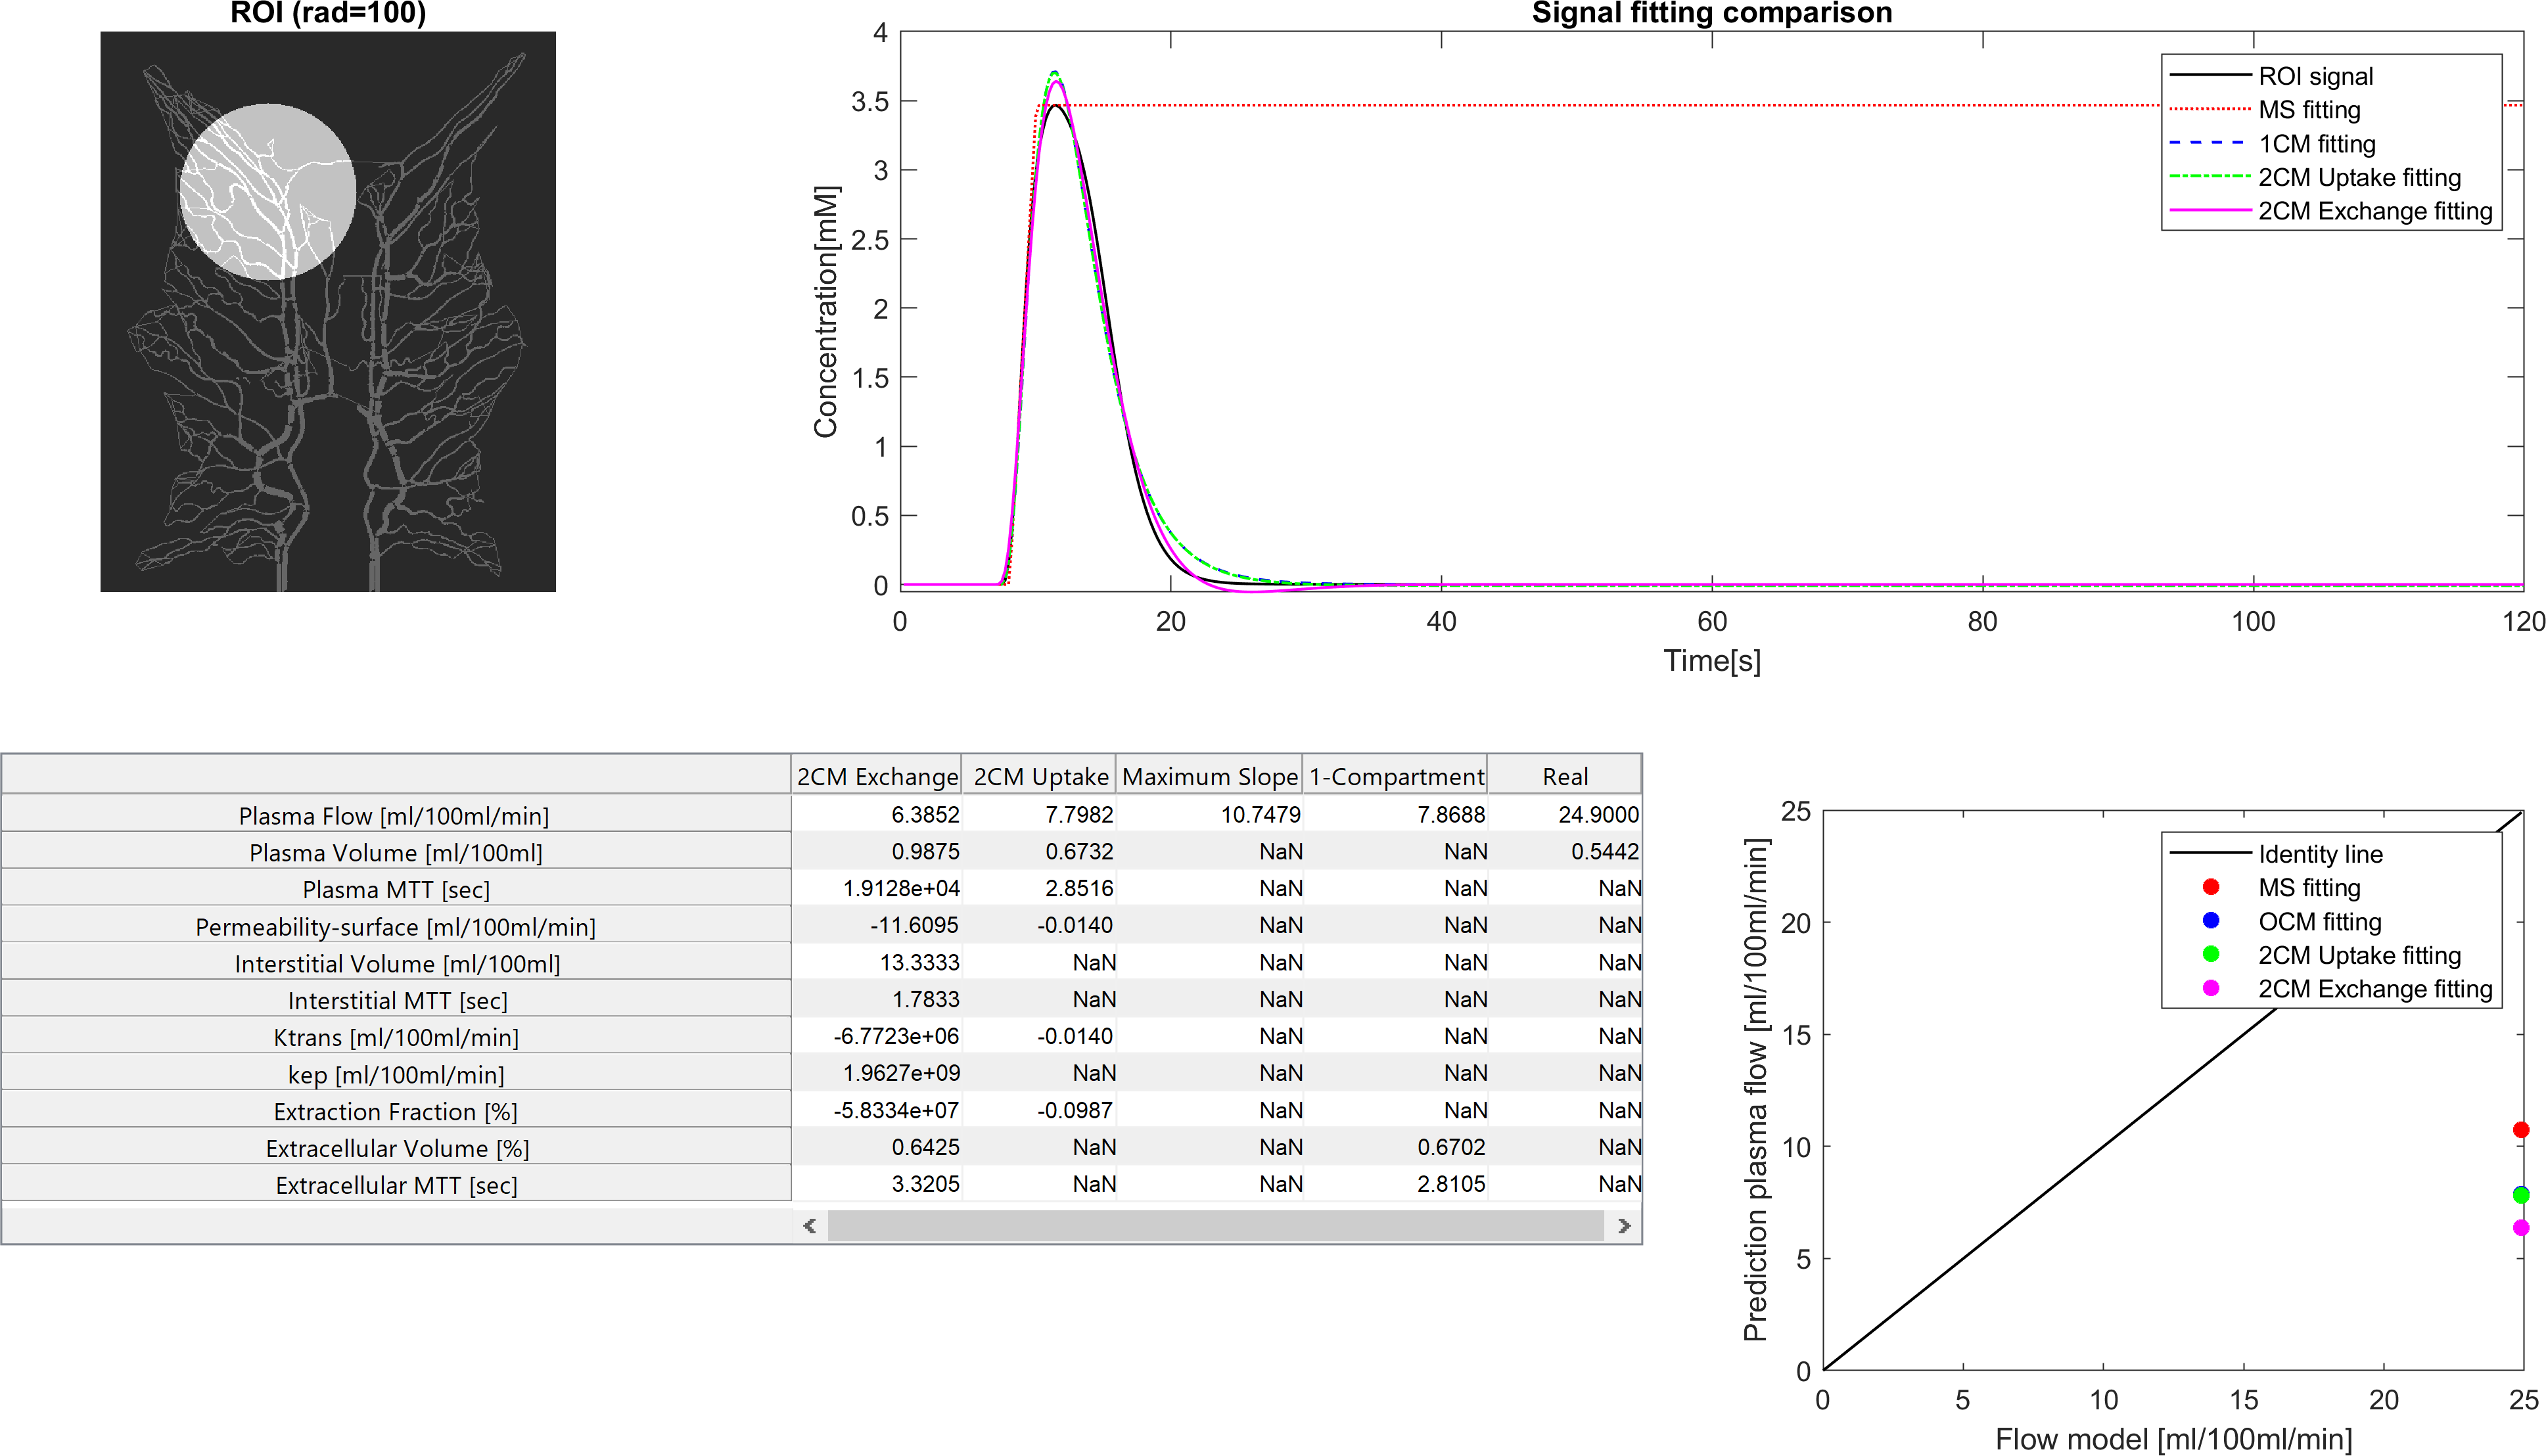 ROI (rad=100)
Signal fitting comparison
4
3.5
3
2.5
2
1.5
1
0.5
0
Concentration[mM]
0 20 40 60 80 100 120
Time[s]
ROI signal
MS fitting
1CM fitting
2CM Uptake fitting
2CM Exchange fitting
2CM Exchange 2CM Uptake Maximum Slope 1-Compartment Real
Plasma Flow [ml/100ml/min] 6.3852 7.7982 10.7479 7.8688 24.9000
Plasma Volume [ml/100ml] 0.9875 0.6732 NaN NaN 0.5442
Plasma MTT [sec] 1.9128e+04 2.8516 NaN NaN NaN
Permeability-surface [ml/100ml/min] -11.6095 -0.0140 NaN NaN NaN
Interstitial Volume [ml/100ml] 13.3333 NaN NaN NaN NaN
Interstitial MTT [sec] 1.7833 NaN NaN NaN NaN
Ktrans [ml/100ml/min] -6.7723e+06 -0.0140 NaN NaN NaN
kep [ml/100ml/min] 1.9627e+09 NaN NaN NaN NaN
Extraction Fraction [%] -5.8334e+07 -0.0987 NaN NaN NaN
Extracellular Volume [%] 0.6425 NaN NaN 0.6702 NaN
Extracellular MTT [sec] 3.3205 NaN NaN 2.8105 NaN
25
20
15
10
5
0
Prediction plasma flow [ml/100ml/min]
Identity line
MS fitting
OCM fitting
2CM Uptake fitting
2CM Exchange fitting
0 5 10 15 20 25
Flow model [ml/100ml/min]